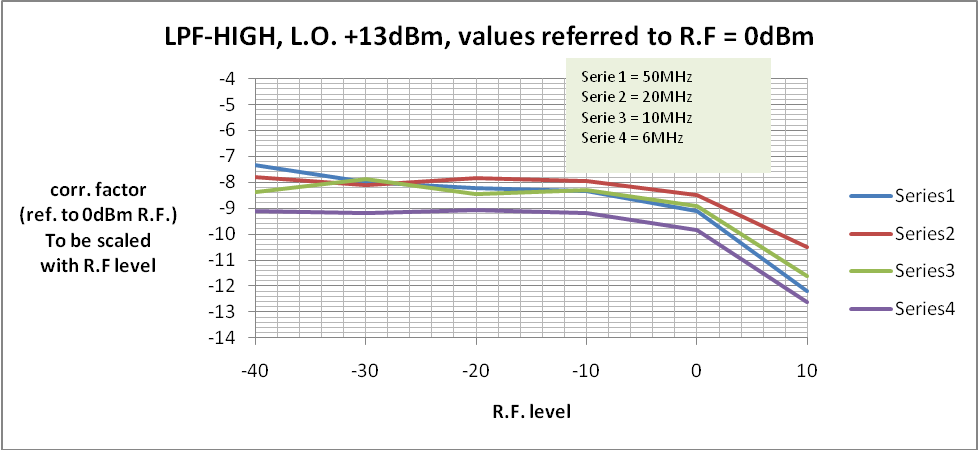 LPF-HIGH, L.O. +13dBm, values referred to R.F = 0dBm
Serie 1 = 50MHz
Serie 2 = 20MHz
Serie 3 = 10MHz
Serie 4 = 6MHz
-4
-5
-6
-7
-8
-9
-10
-11
-12
-13
-14
corr. factor
(ref. to 0dBm R.F.)
To be scaled
with R.F level
-40
-30
-20
-10
0
10
R.F. level
Series1
Series2
Series3
Series4